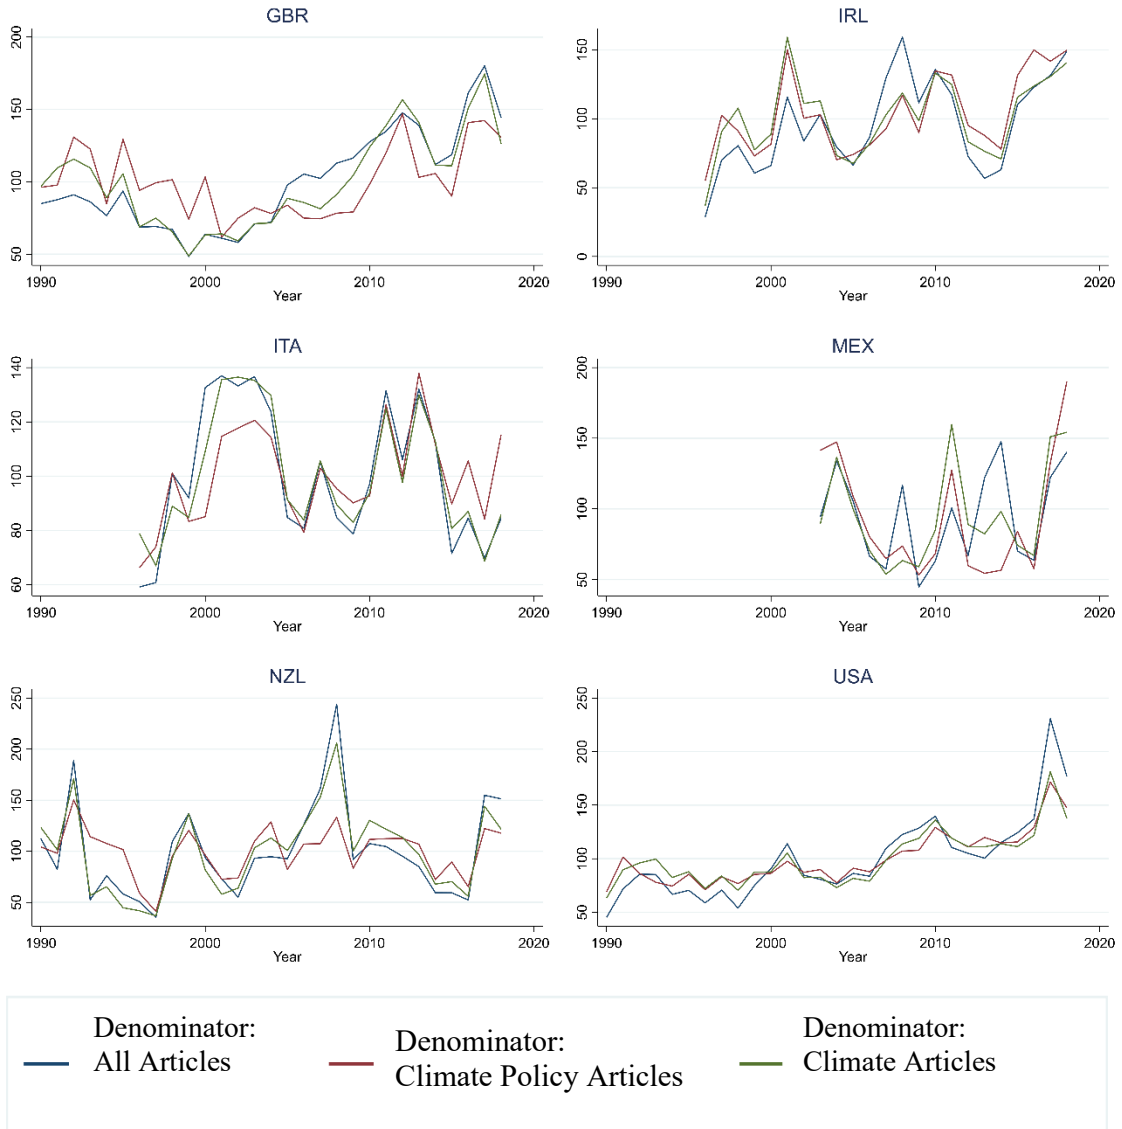 GBR
200
150
100
50
1990 2000 2010 2020
Year
IRL
150
100
50
0
1990 2000 2010 2020
Year
ITA
140
120
100
80
60
1990 2000 2010 2020
Year
MEX
200
150
100
50
1990 2000 2010 2020
Year
NZL
250
200
150
100
50
1990 2000 2010 2020
Year
USA
250
200
150
100
50
1990 2000 2010 2020
Year
Denominator:
All Articles
Denominator:
Climate Policy Articles
Denominator:
Climate Articles